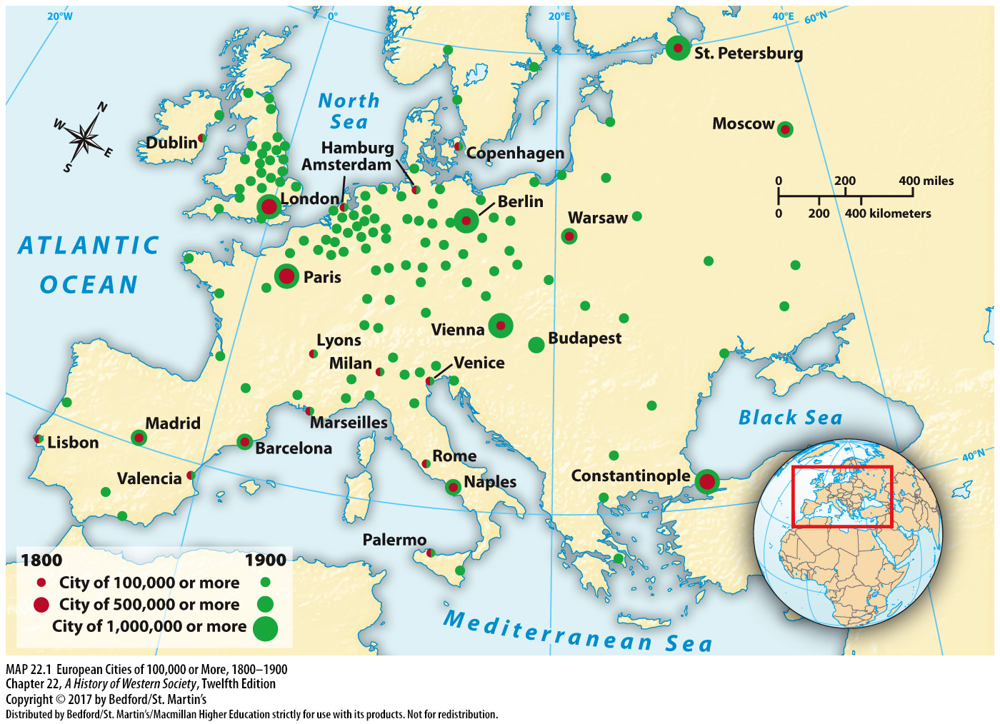 20°W
0°
20°E
40°E
60°N
St. Petersburg
North
Sea
N
W
E
S
Moscow
Dublin
Hamburg
Amsterdam
Copenhagen
0 200 400 miles
0 200 400 kilometers
London
Berlin
Warsaw
ATLANTIC
OCEAN
Paris
Vienna
Budapest
Lyons
Milan
Venice
Black Sea
Madrid
Marseilles
Lisbon
Barcelona
Rome
40°N
Valencia
Naples
Constantinople
Palermo
1800 1900
City of 100,000 or more
City of 500,000 or more
City of 1,000,000 or more
Mediterranean Sea
MAP 22.1 European Cities of 100,000 or More, 1800–1900
Chapter 22, A History of Western Society, Twelfth Edition
Copyright © 2017 by Bedford/St. Martin's
Distributed by Bedford/St. Martin's/Macmillan Higher Education strictly for use with its products. Not for redistribution.